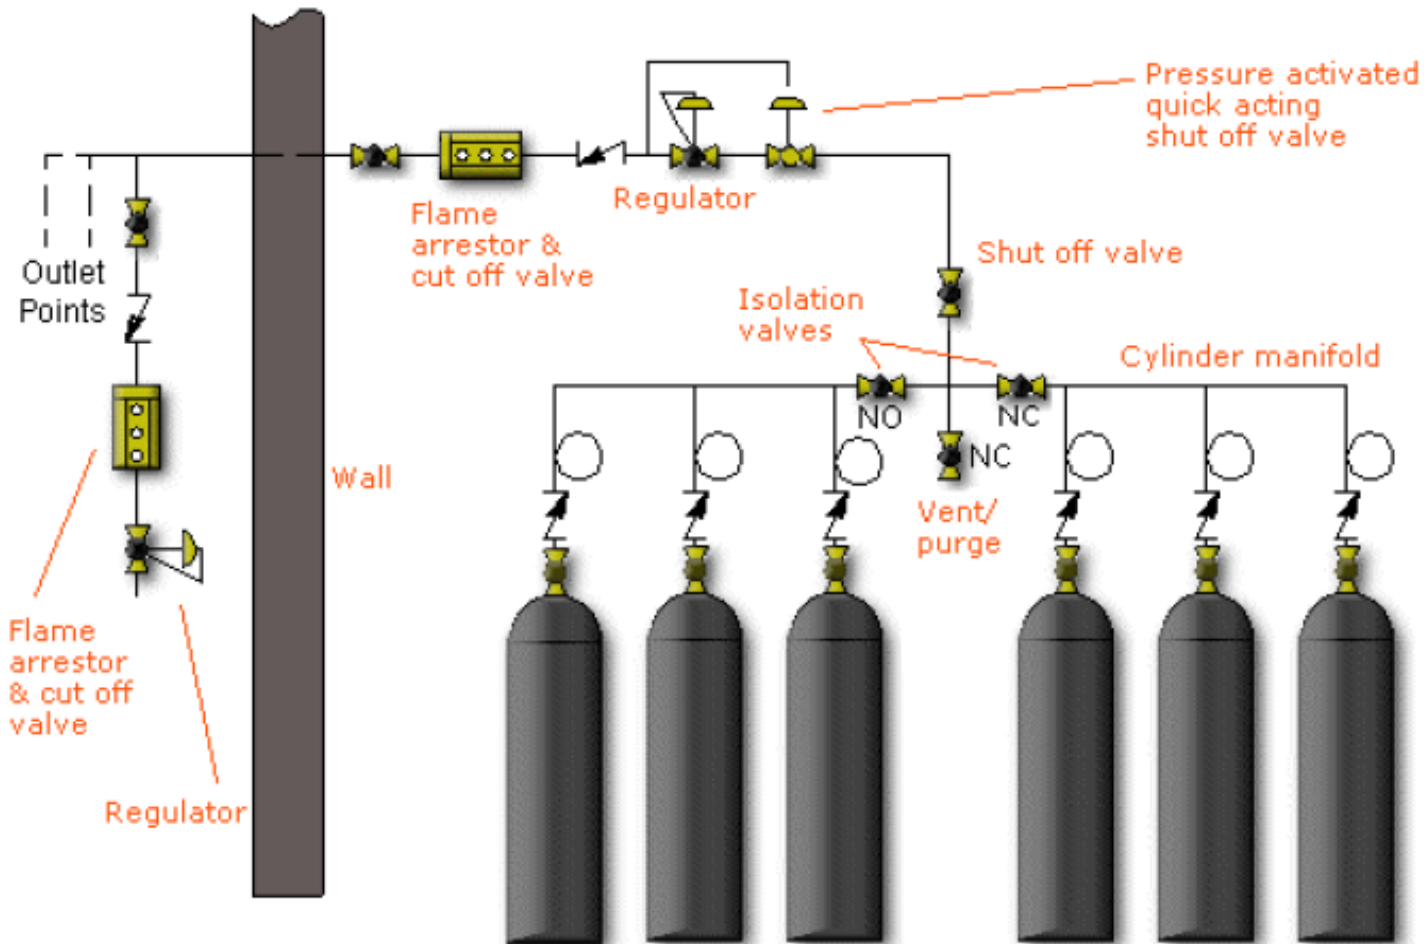 Pressure activated
quick acting
shut off valve
Regulator
Flame
arrestor &
cut off valve
Shut off valve
Outlet
Points
Isolation
valves
Cylinder manifold
NO
NC
NC
Wall
Vent/
purge
Flame
arrestor
& cut off
valve
Regulator